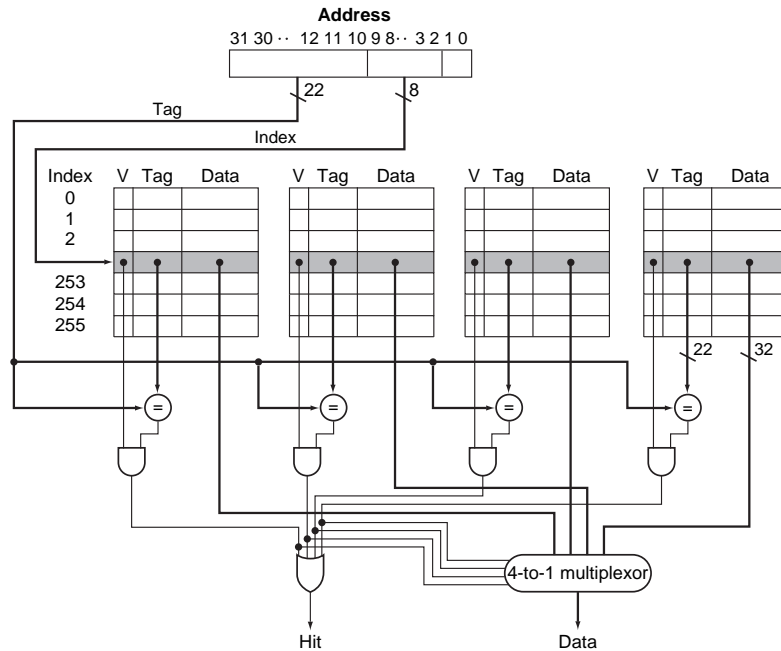 Address
31 30 ·· 12 11 10 9 8 ·· 3 2 1 0
22
8
Tag
Index
Index V Tag Data V Tag Data V Tag Data V Tag Data
0
1
2
253
254
255
22
32
= = = =
4-to-1 multiplexor
Hit
Data